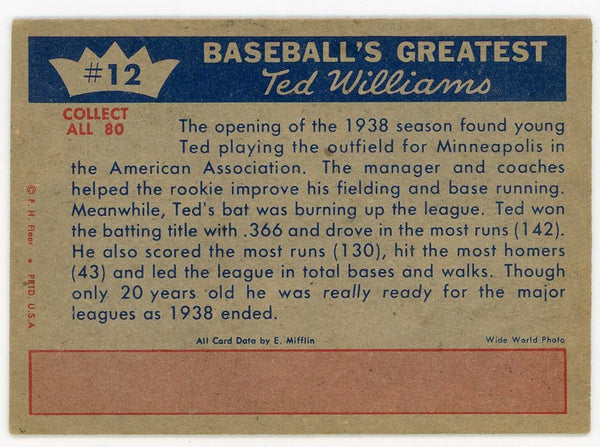 #12
BASEBALL'S GREATEST
Ted Williams
COLLECT
ALL 80
The opening of the 1938 season found young
Ted playing the outfield for Minneapolis in
the American Association. The manager and coaches
helped the rookie improve his fielding and base running.
Meanwhile, Ted's bat was burning up the league. Ted won
the batting title with .366 and drove in the most runs (142).
He also scored the most runs (130), hit the most homers
(43) and led the league in total bases and walks. Though
only 20 years old he was really ready for the major
leagues as 1938 ended.
All Card Data by E. Mifflin
Wide World Photo
© F. H. Fleer • PRTD. U.S.A.